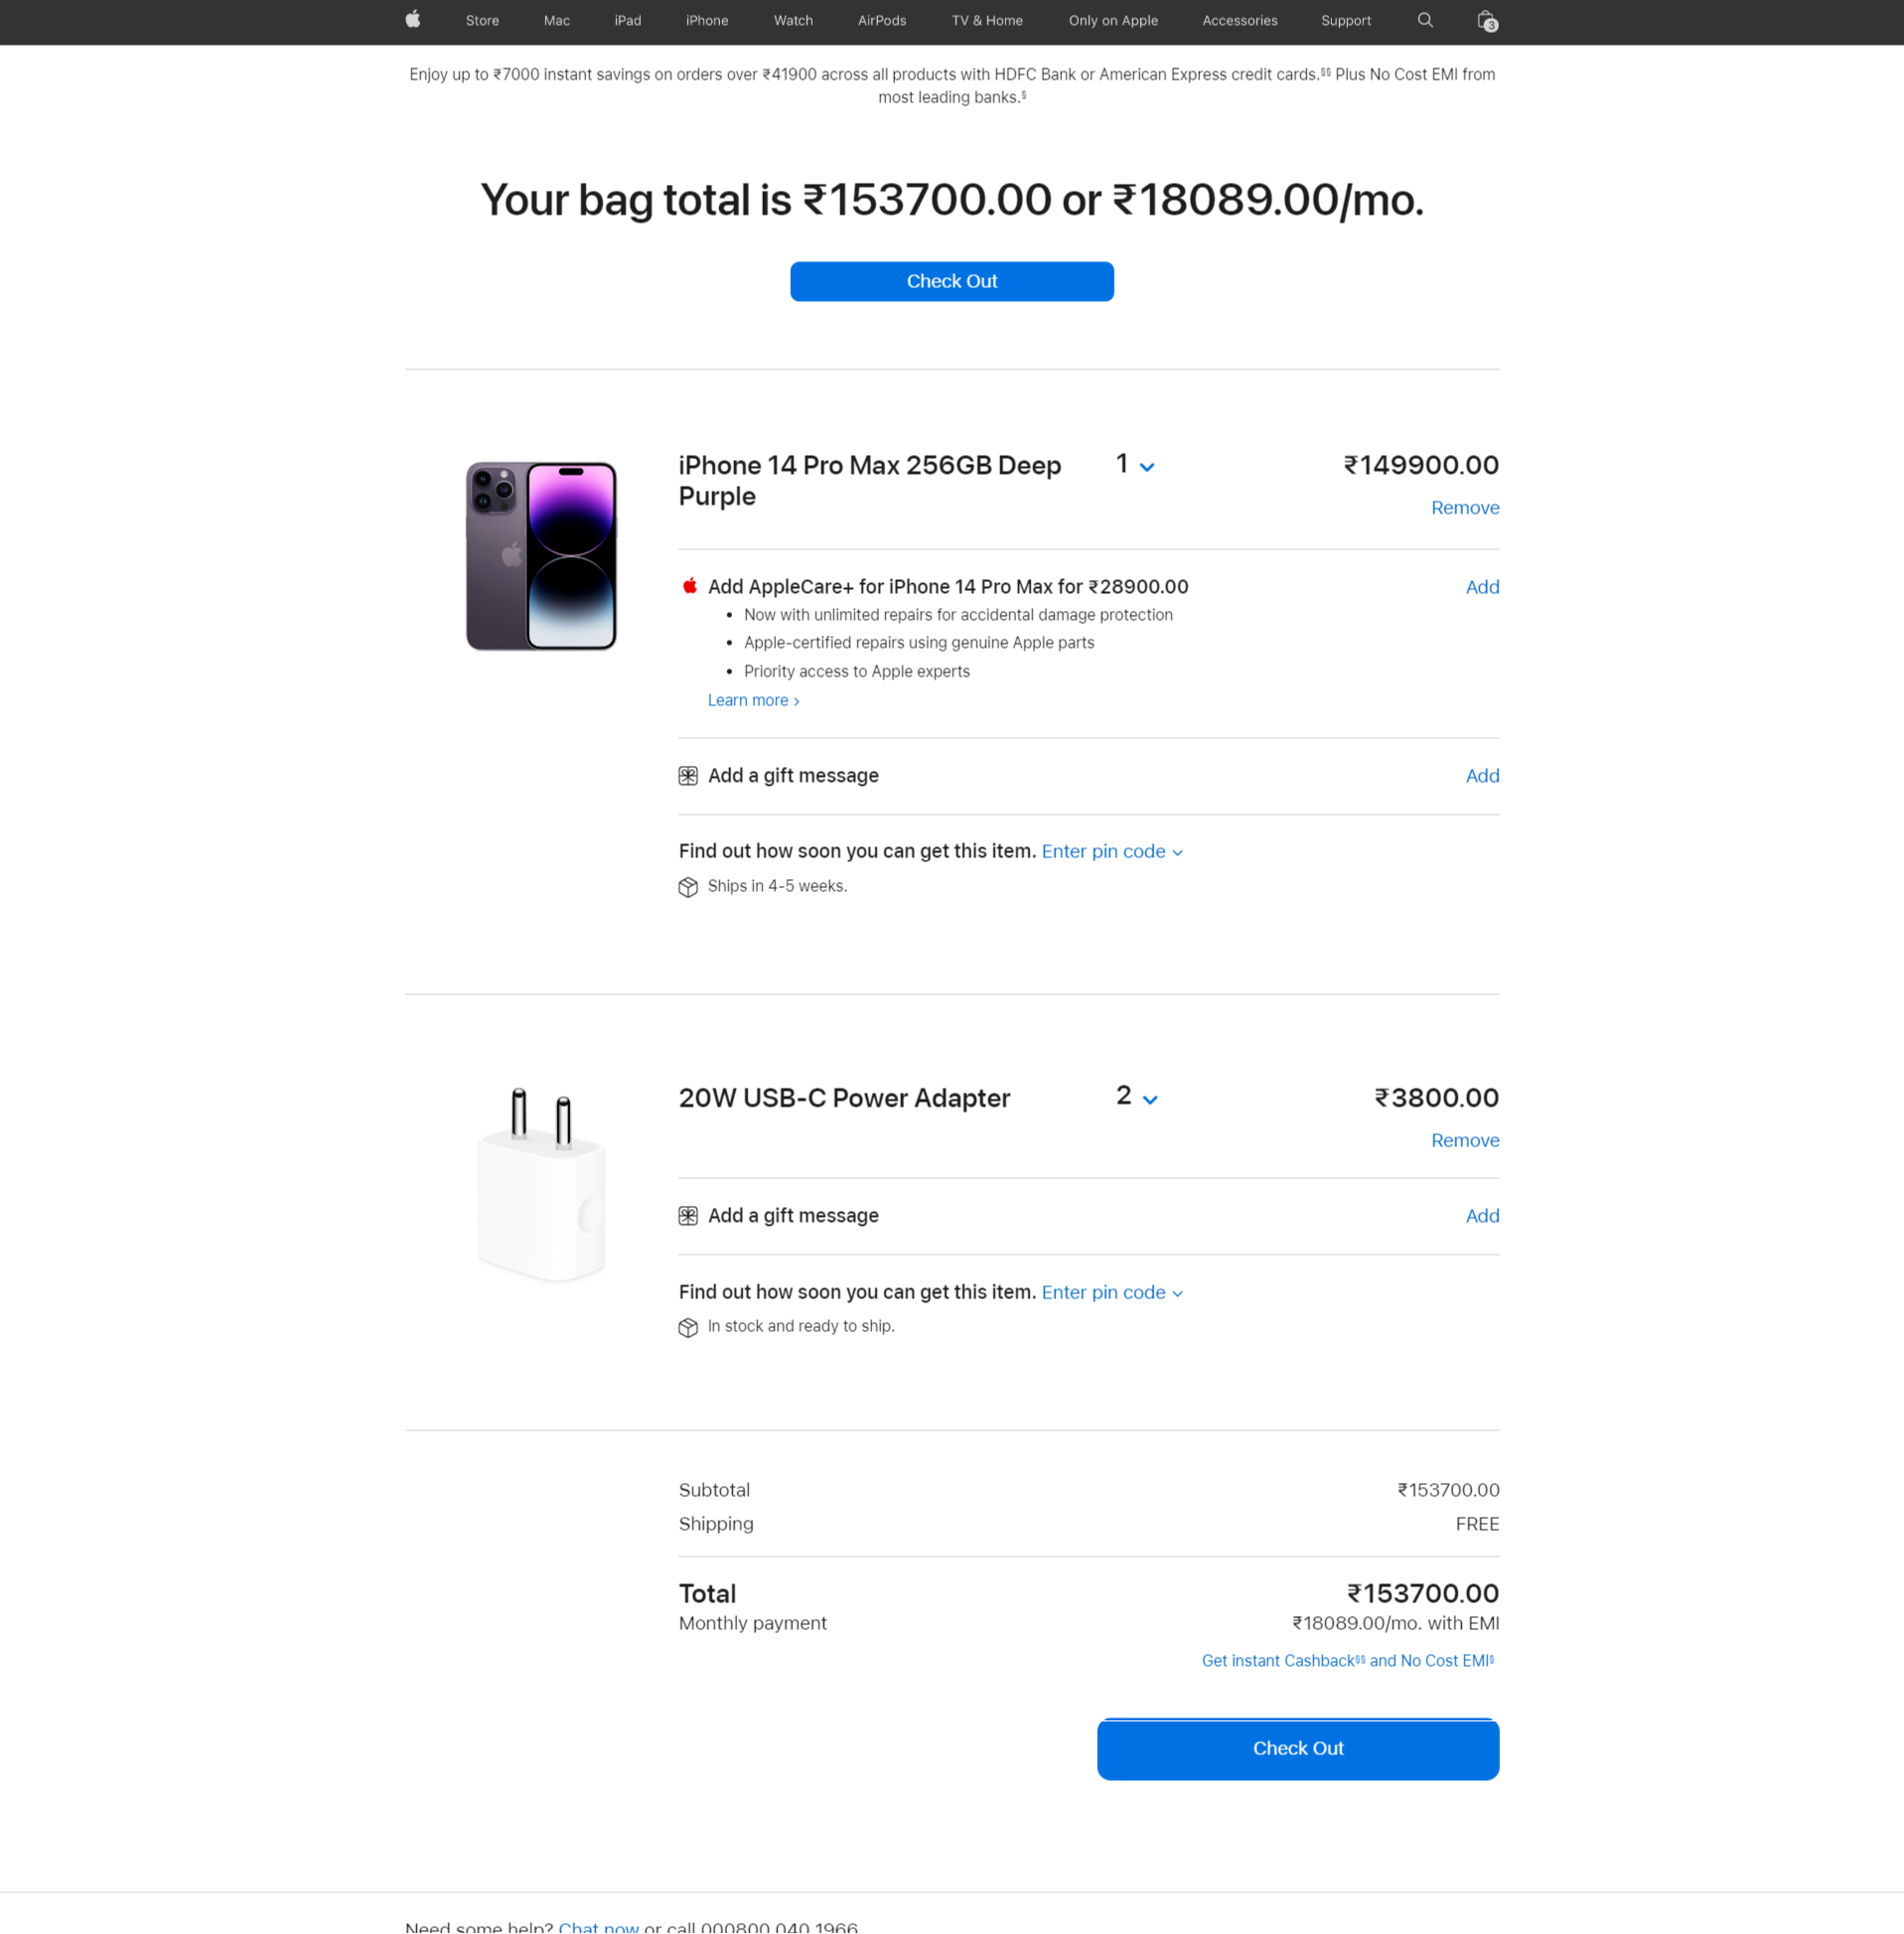 Store Mac iPad iPhone Watch AirPods TV & Home Only on Apple Accessories Support 3
Enjoy up to ₹7000 instant savings on orders over ₹41900 across all products with HDFC Bank or American Express credit cards.§§ Plus No Cost EMI from
most leading banks.§
Your bag total is ₹153700.00 or ₹18089.00/mo.
Check Out
iPhone 14 Pro Max 256GB Deep 1 ₹149900.00
Purple
Remove
Add AppleCare+ for iPhone 14 Pro Max for ₹28900.00 Add
• Now with unlimited repairs for accidental damage protection
• Apple-certified repairs using genuine Apple parts
• Priority access to Apple experts
Learn more >
Add a gift message Add
Find out how soon you can get this item. Enter pin code
Ships in 4-5 weeks.
20W USB-C Power Adapter 2 ₹3800.00
Remove
Add a gift message Add
Find out how soon you can get this item. Enter pin code
In stock and ready to ship.
Subtotal ₹153700.00
Shipping FREE
Total ₹153700.00
Monthly payment ₹18089.00/mo. with EMI
Get instant Cashback§§ and No Cost EMI§
Check Out
Need some help? Chat now or call 000800 040 1966